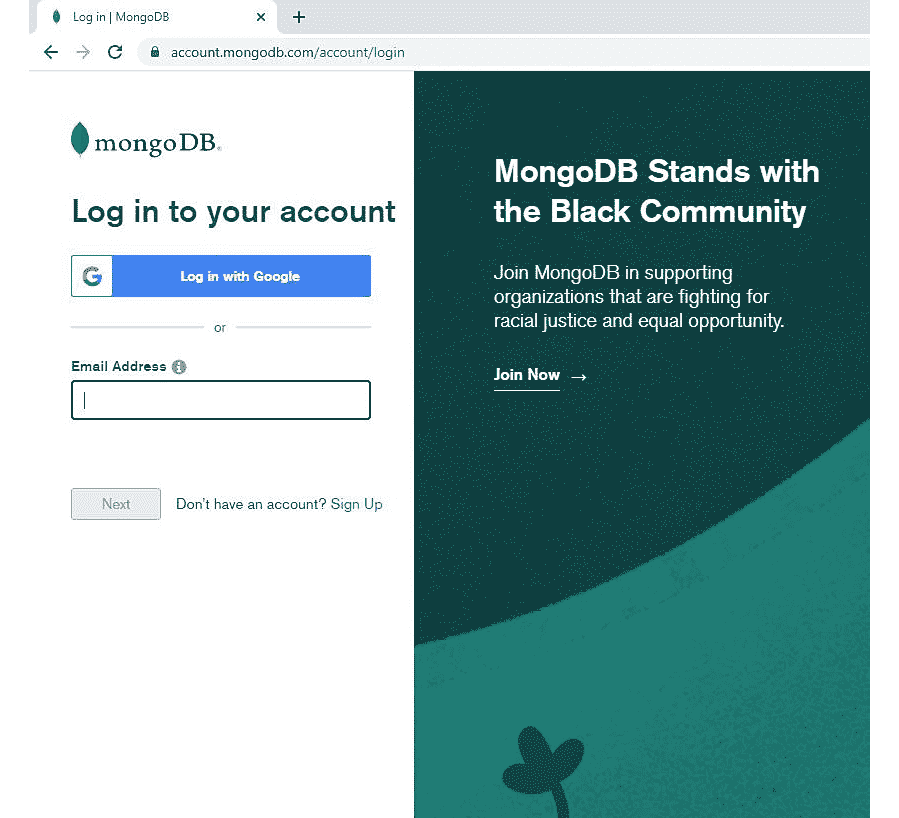 Log in | MongoDB
account.mongodb.com/account/login
mongoDB.
Log in to your account
G Log in with Google
or
Email Address
Next Don't have an account? Sign Up
MongoDB Stands with
the Black Community
Join MongoDB in supporting
organizations that are fighting for
racial justice and equal opportunity.
Join Now →